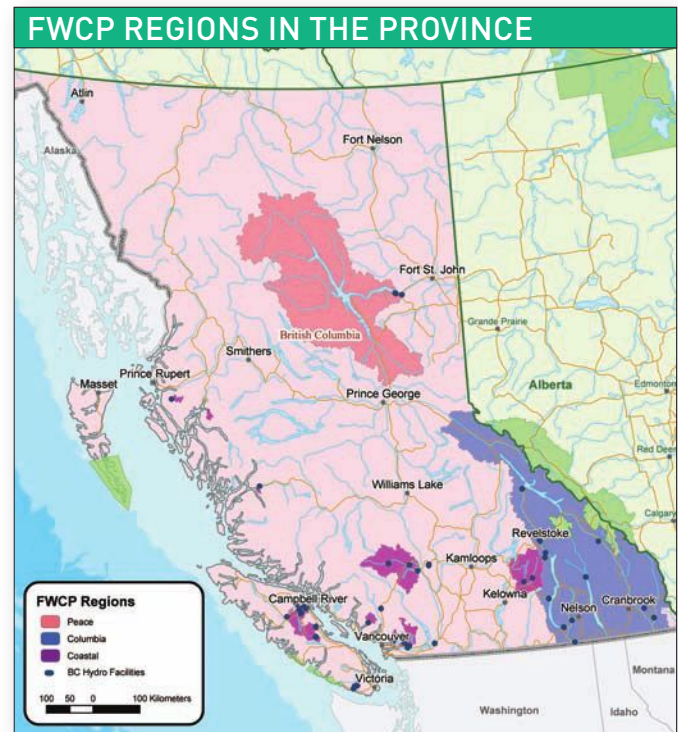 FWCP REGIONS IN THE PROVINCE
Atlin
Fort Nelson
Alaska
Fort St. John
British Columbia
Grande Prairie
Smithers
Prince Rupert
Masset
Prince George
Alberta
Edmonton
Red Deer
Williams Lake
Calgary
Revelstoke
Kamloops
Campbell River
Kelowna
Cranbrook
Nelson
Vancouver
Victoria
Montana
Washington
Idaho
FWCP Regions
Peace
Columbia
Coastal
BC Hydro Facilities
100 50 0 100 Kilometers